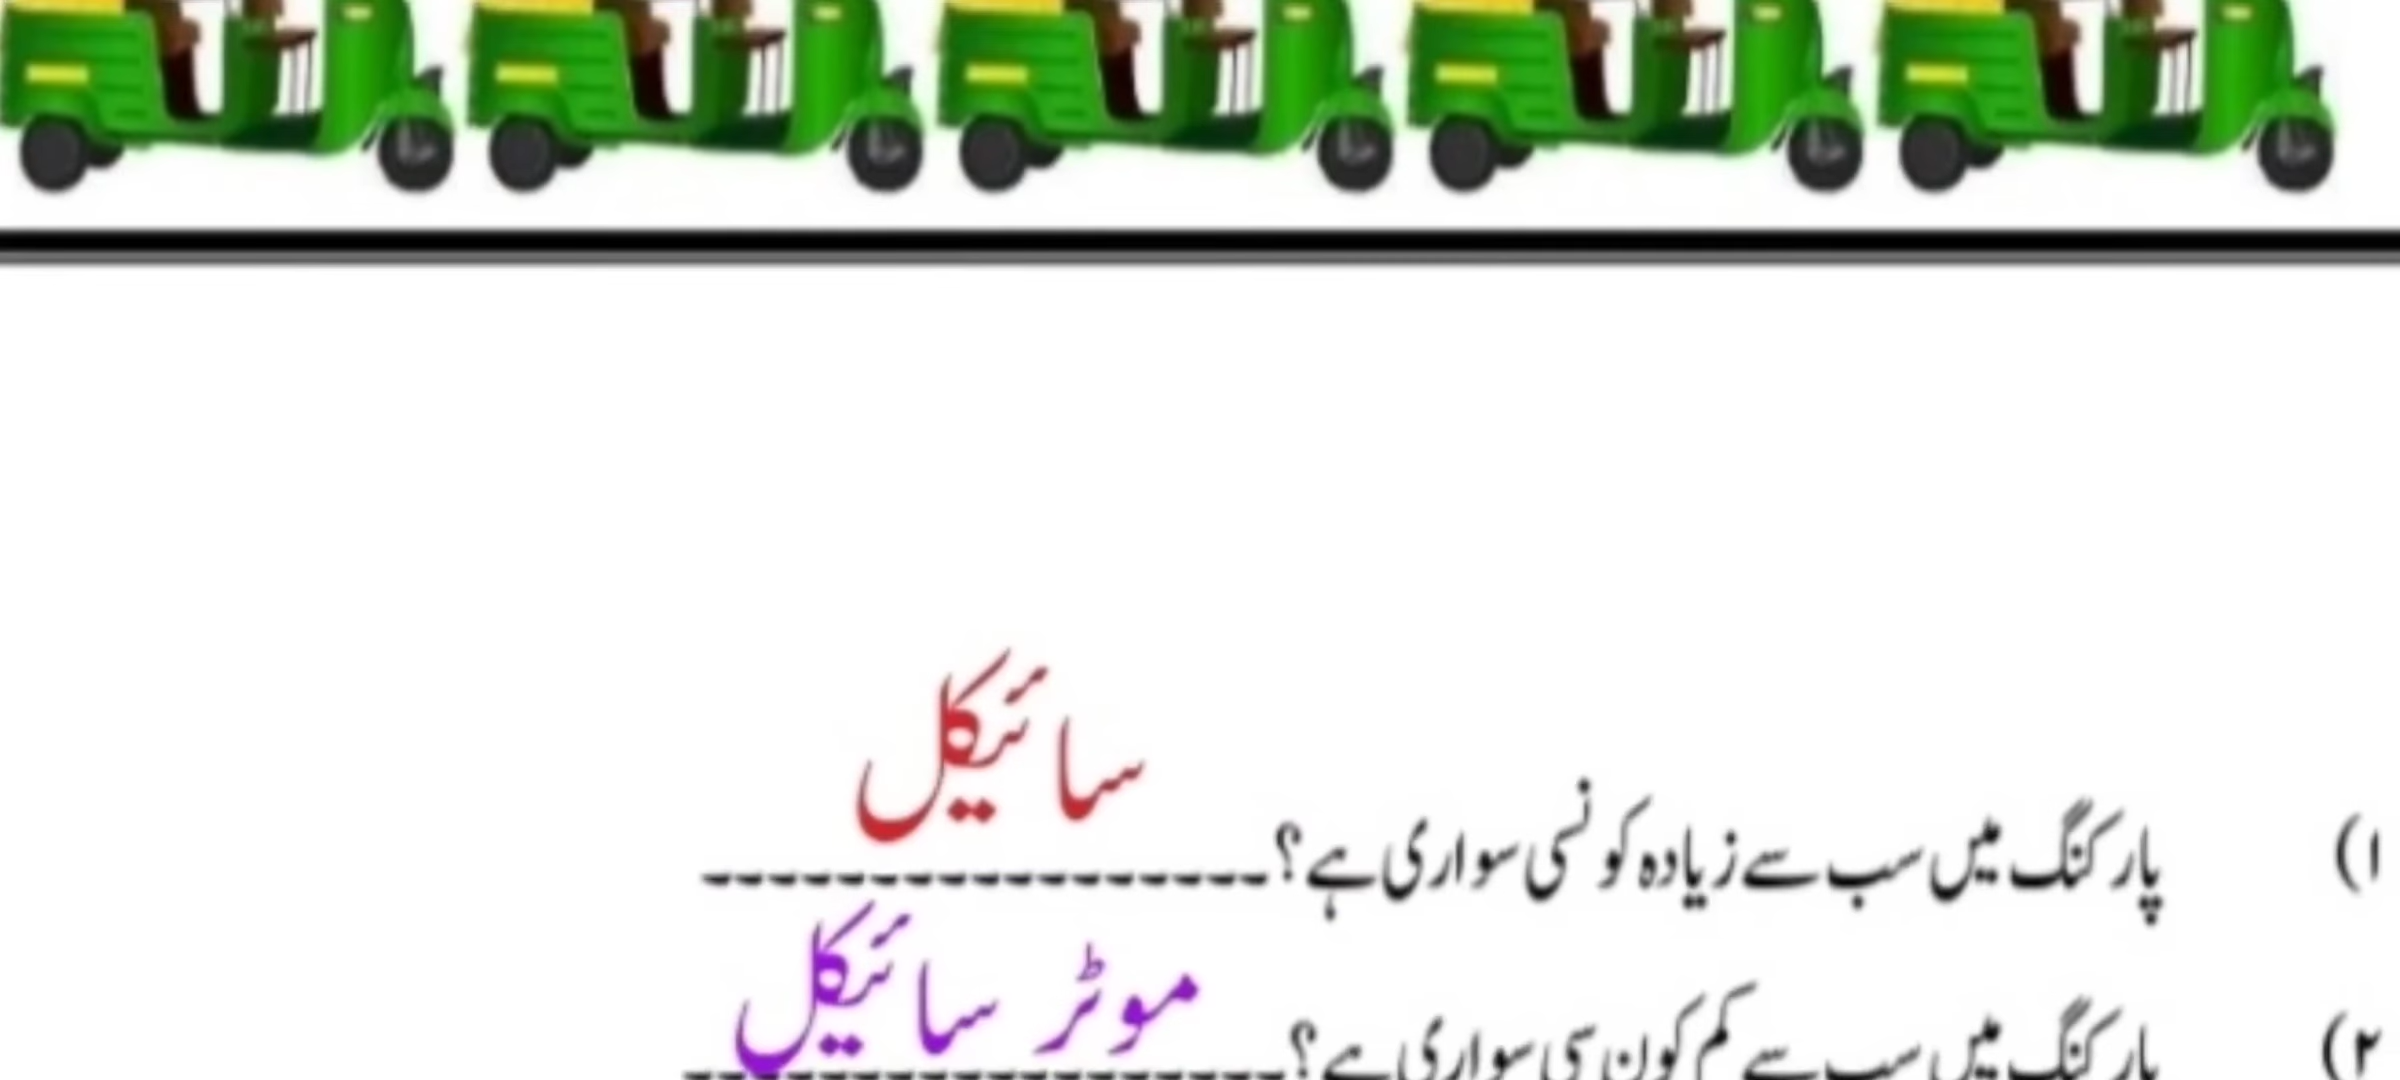 ۱) پارکنگ میں سب سے زیادہ کونسی سواری ہے؟ سائیکل
۲) پارکنگ میں سب سے کم کون سی سواری ہے؟ موٹر سائیکل